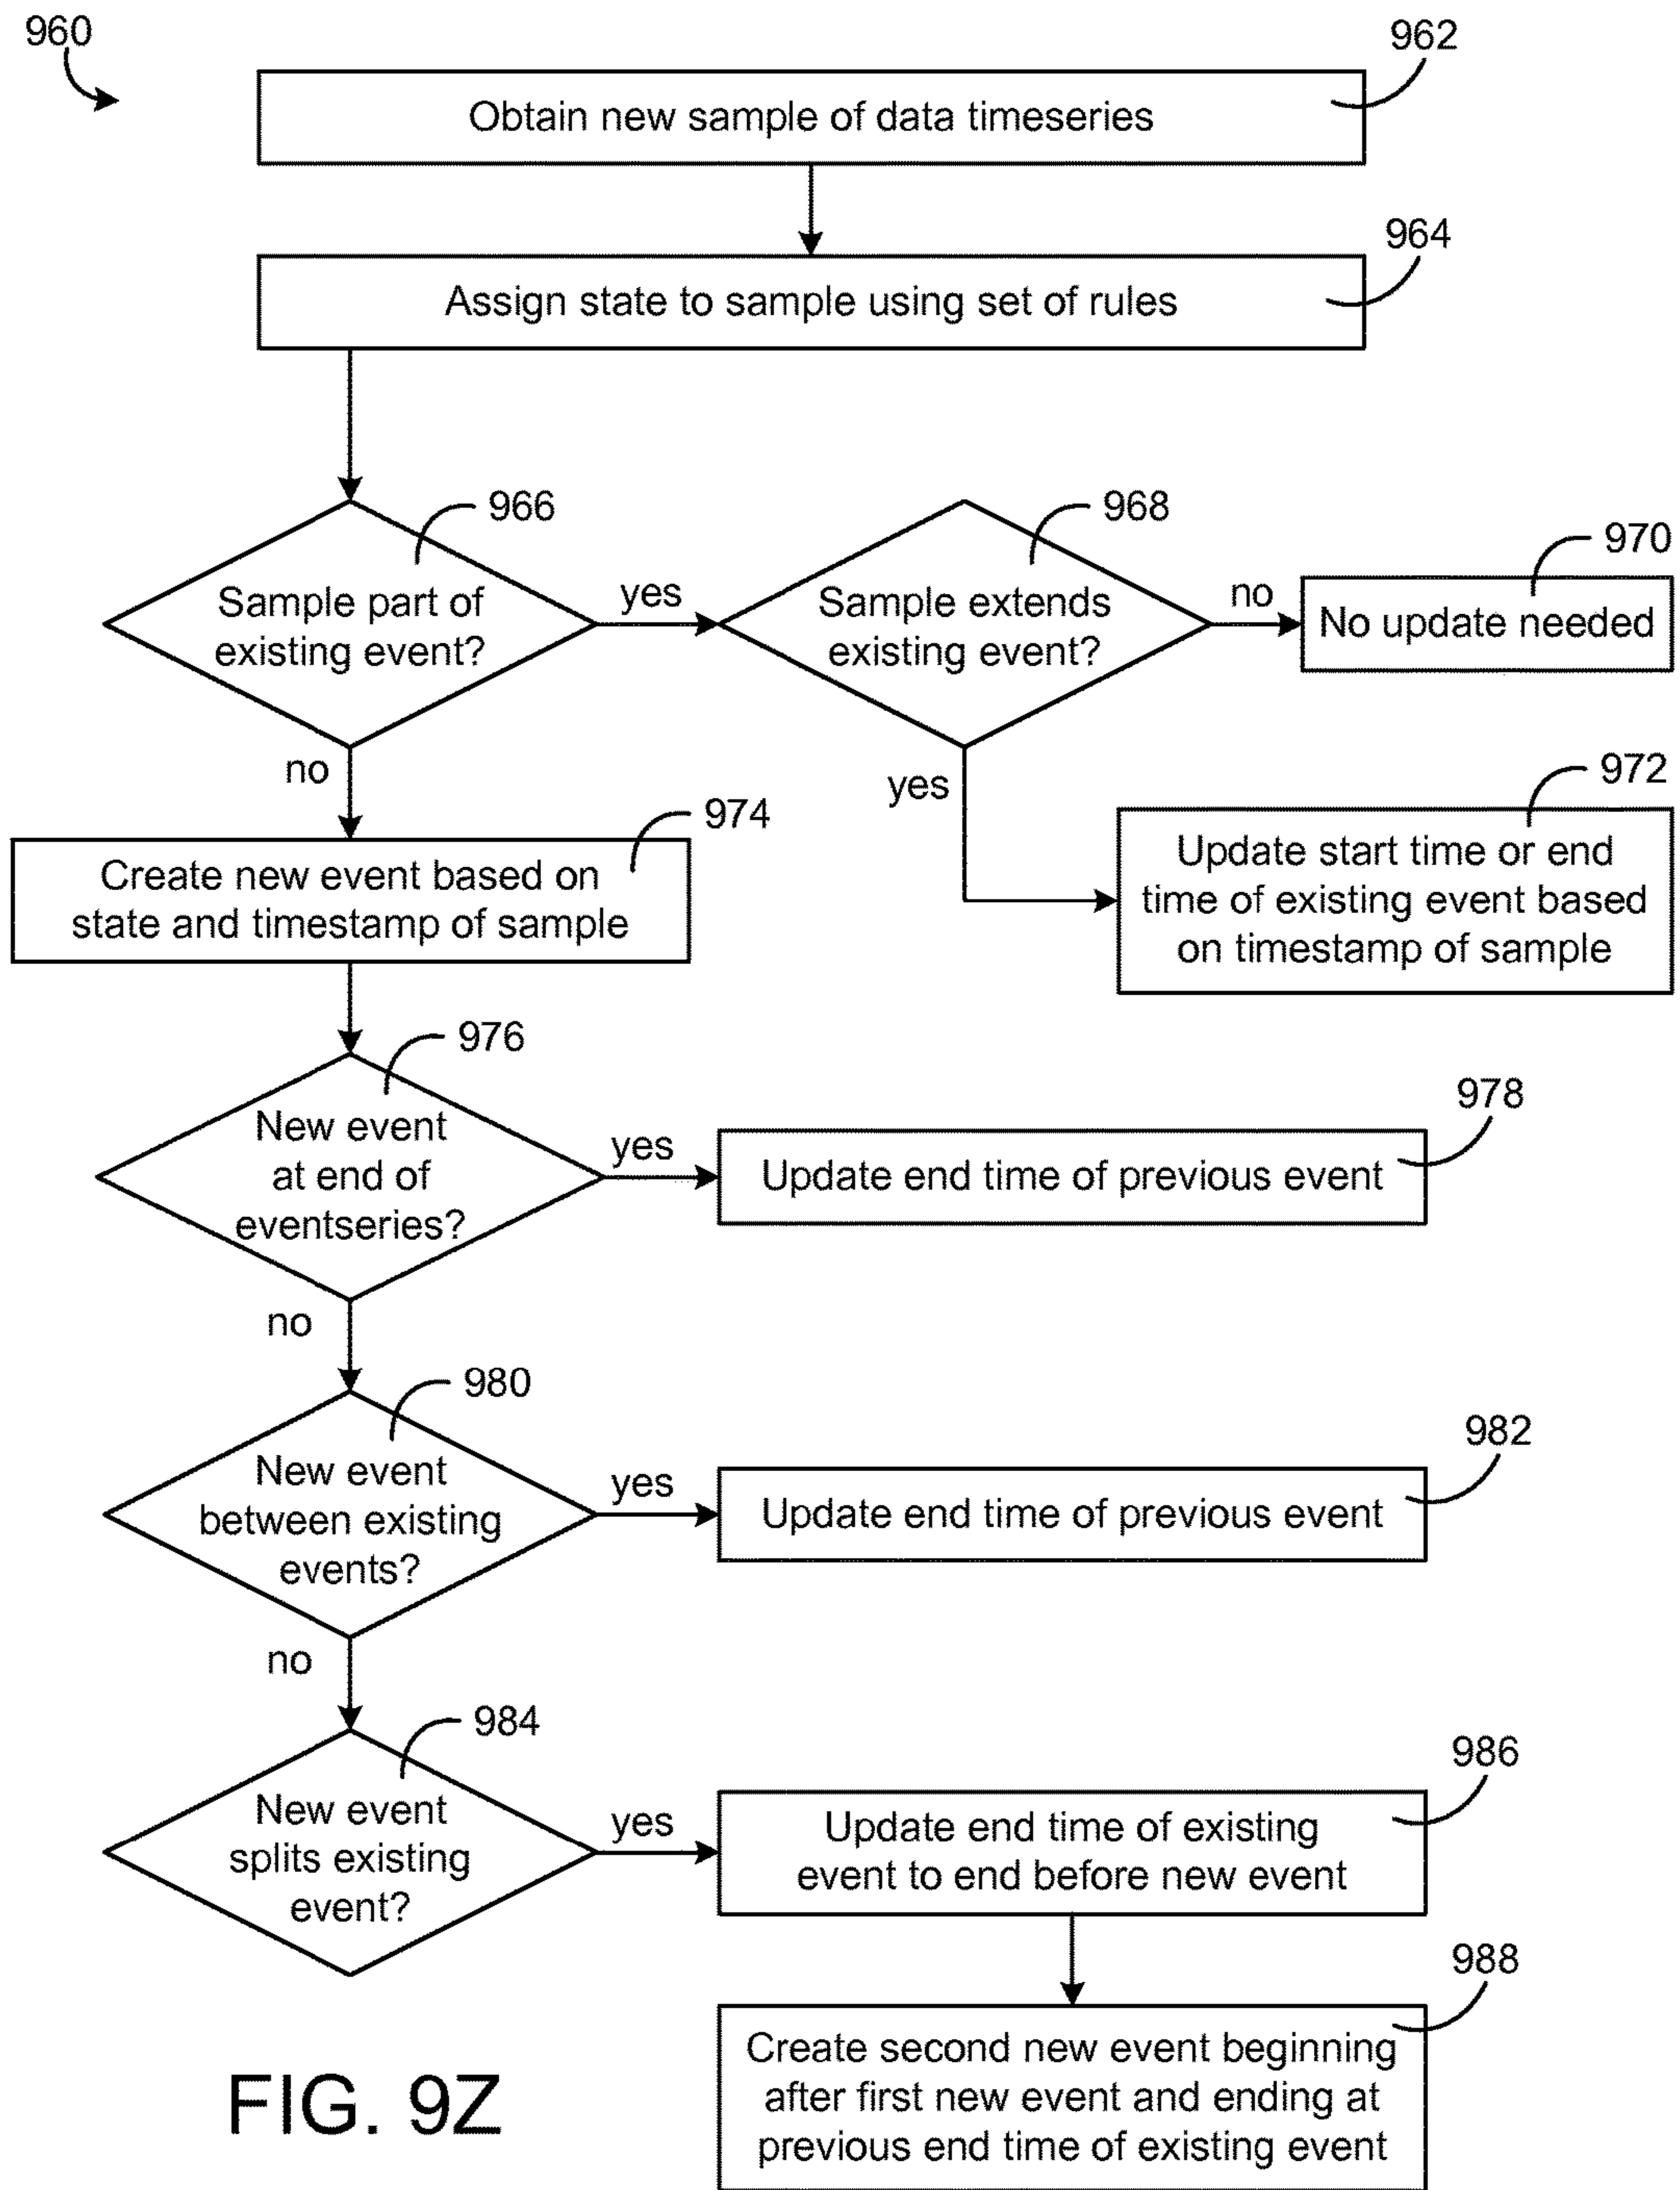 960
962
Obtain new sample of data timeseries
964
Assign state to sample using set of rules
966
Sample part of
existing event?
yes
968
Sample extends
existing event?
no
970
No update needed
no
yes
972
Update start time or end
time of existing event based
on timestamp of sample
974
Create new event based on
state and timestamp of sample
976
New event
at end of
eventseries?
yes
978
Update end time of previous event
no
980
New event
between existing
events?
yes
982
Update end time of previous event
no
984
New event
splits existing
event?
yes
986
Update end time of existing
event to end before new event
988
Create second new event beginning
after first new event and ending at
previous end time of existing event
FIG. 9Z